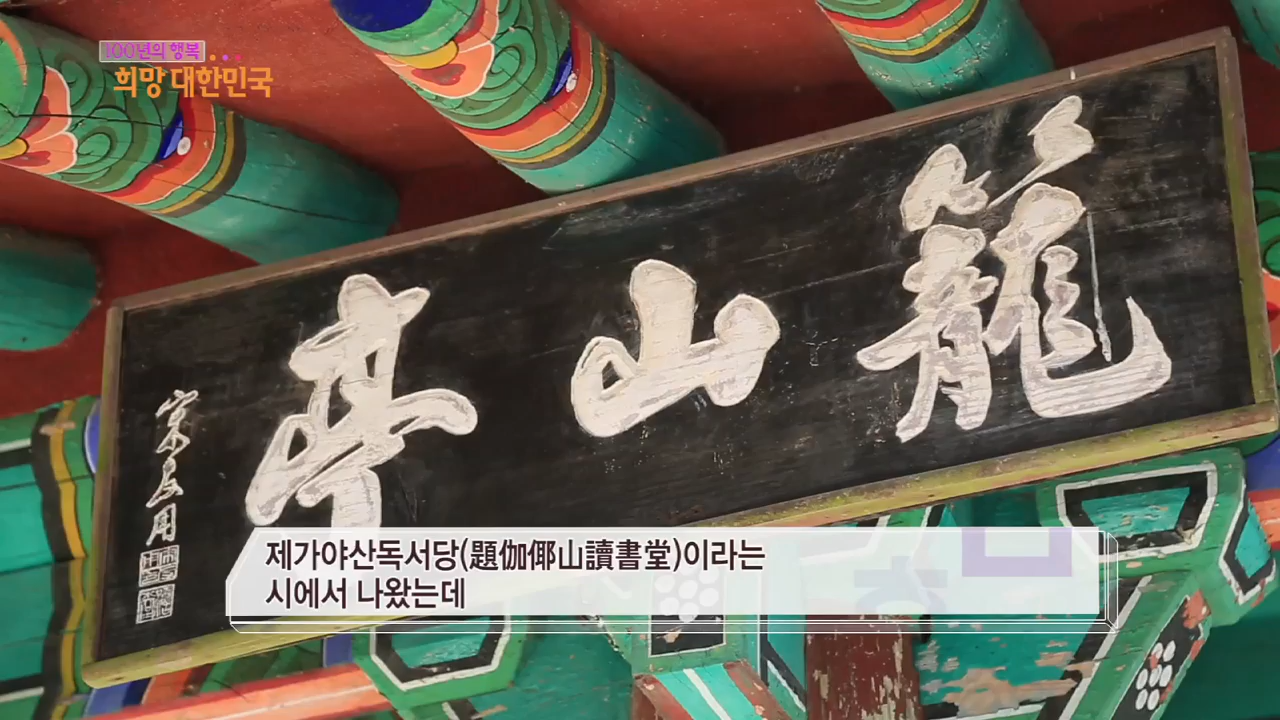 100년의 행복
희망 대한민국
籠山亭
제가야산독서당(題伽倻山讀書堂)이라는
시에서 나왔는데